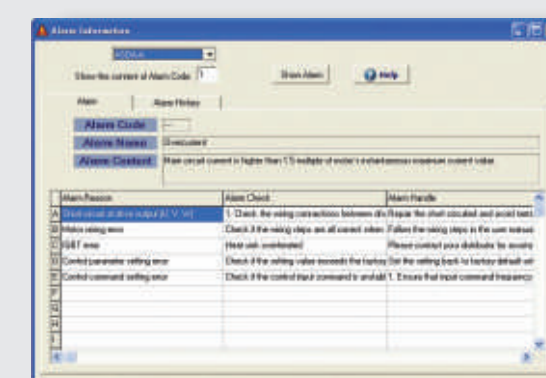 Alarm Information
ASDA-A
Show the content of Alarm Code 1
Show Alarm
Help
Alarm
Alarm History
Alarm Code
Alarm Name
Overcurrent
Alarm Content
Main circuit current is higher than 1.5 multiple of motor's instantaneous maximum current value
Alarm Reason Alarm Check Alarm Handle
A Short-circuit at drive output (U, V, W) 1. Check the wiring connections between Repair the short circuited and avoid
B Motor wiring error Check if the wiring steps are all correct when Follow the wiring steps in the user
C IGBT error Heat sink overheated Please contact your distributor for
D Control parameter setting error Check if the setting value exceeds the factory Set the setting back to factory default
E Control command setting error Check if the control input command is 1. Ensure that input command frequency
F
G
H
I